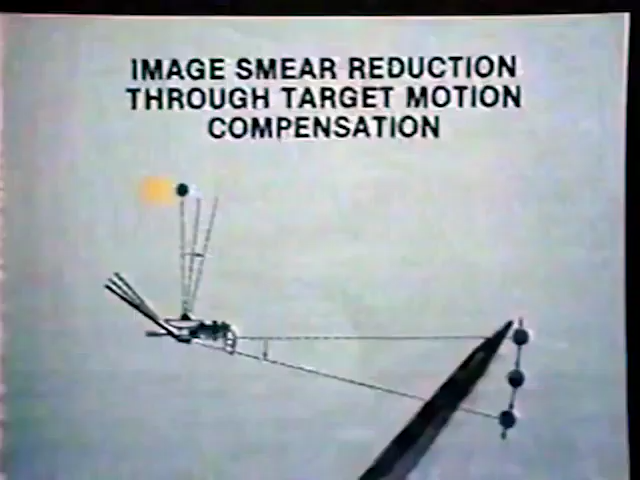 IMAGE SMEAR REDUCTION
THROUGH TARGET MOTION
COMPENSATION